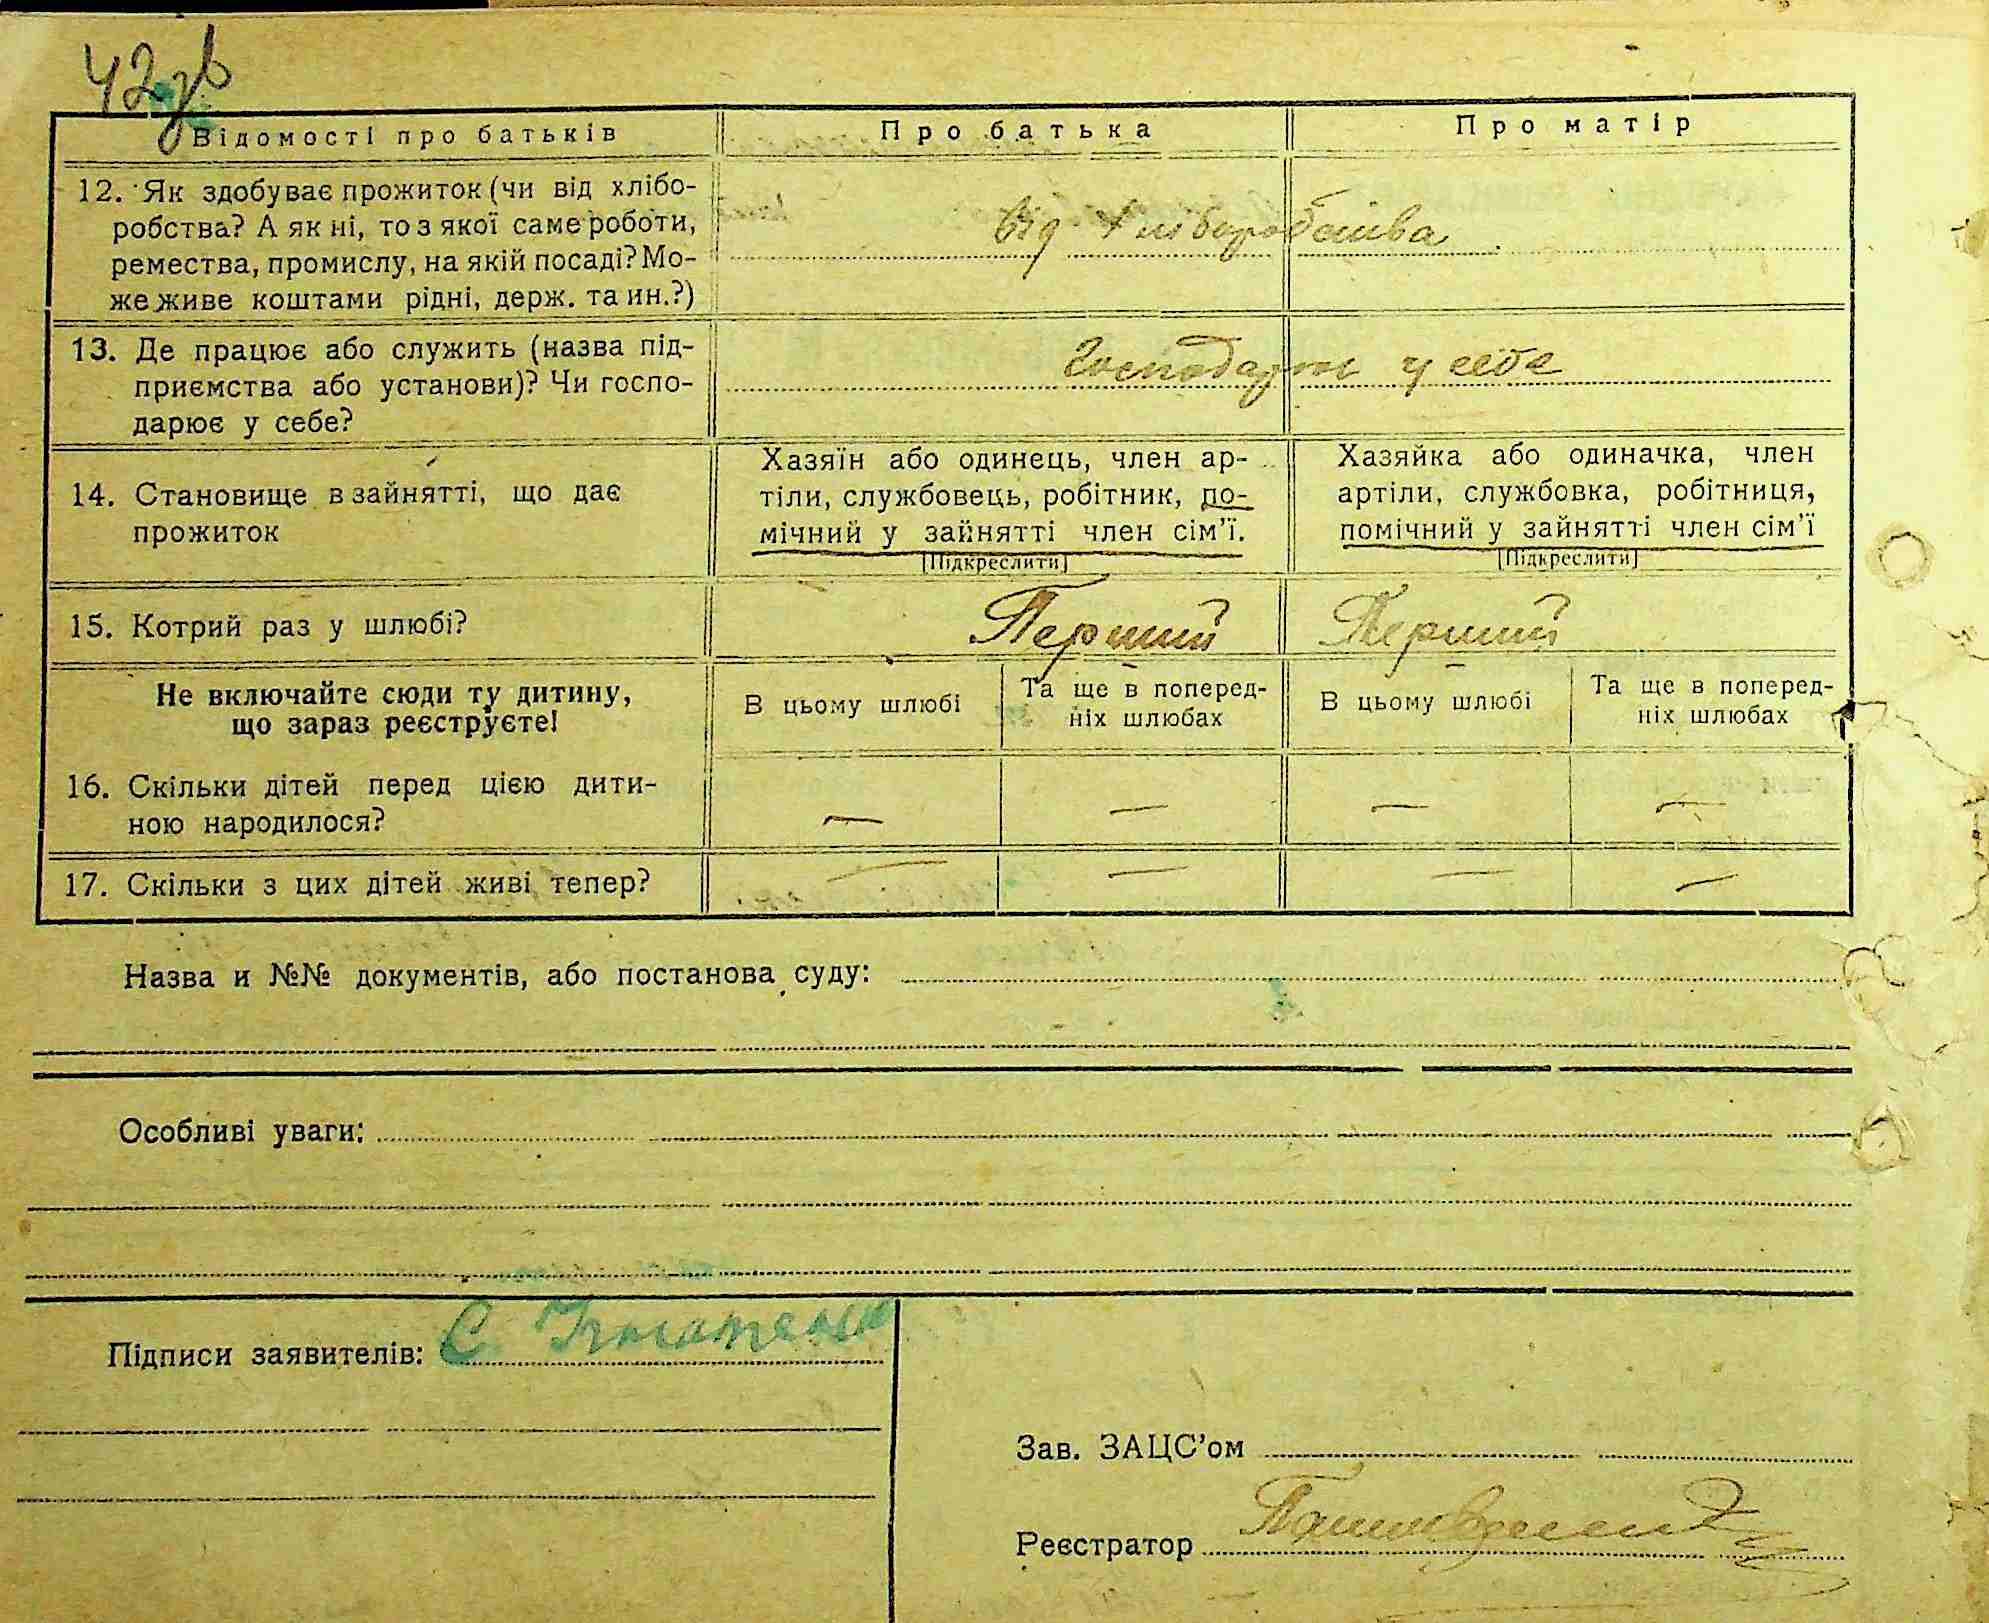 42зв
Відомості про батьків
Про батька
Про матір
12. Як здобуває прожиток (чи від хлібо-
робства? А як ні, то з якої саме роботи,
ремества, промислу, на якій посаді? Мо-
же живе коштами рідні, держ. та ин.?)
Від хліборобства
13. Де працює або служить (назва під-
приємства або установи)? Чи госпо-
дарює у себе?
Господарює у себе
14. Становище в зайнятті, що дає
прожиток
Хазяїн або одинець, член ар-
тіли, службовець, робітник, по-
мічний у зайнятті член сім'ї.
[Підкреслити]
Хазяйка або одиначка, член
артіли, службовка, робітниця,
помічний у зайнятті член сім'ї
[Підкреслити]
15. Котрий раз у шлюбі?
Перший
Перший
Не включайте сюди ту дитину,
що зараз реєструєте!
В цьому шлюбі
Та ще в поперед-
ніх шлюбах
В цьому шлюбі
Та ще в поперед-
ніх шлюбах
16. Скільки дітей перед цією дити-
ною народилося?
— — — —
17. Скільки з цих дітей живі тепер?
— — — —
Назва и №№ документів, або постанова суду:
Особливі уваги:
Підписи заявителів: С. Ігнатенко
Зав. ЗАЦС'ом
Реєстратор